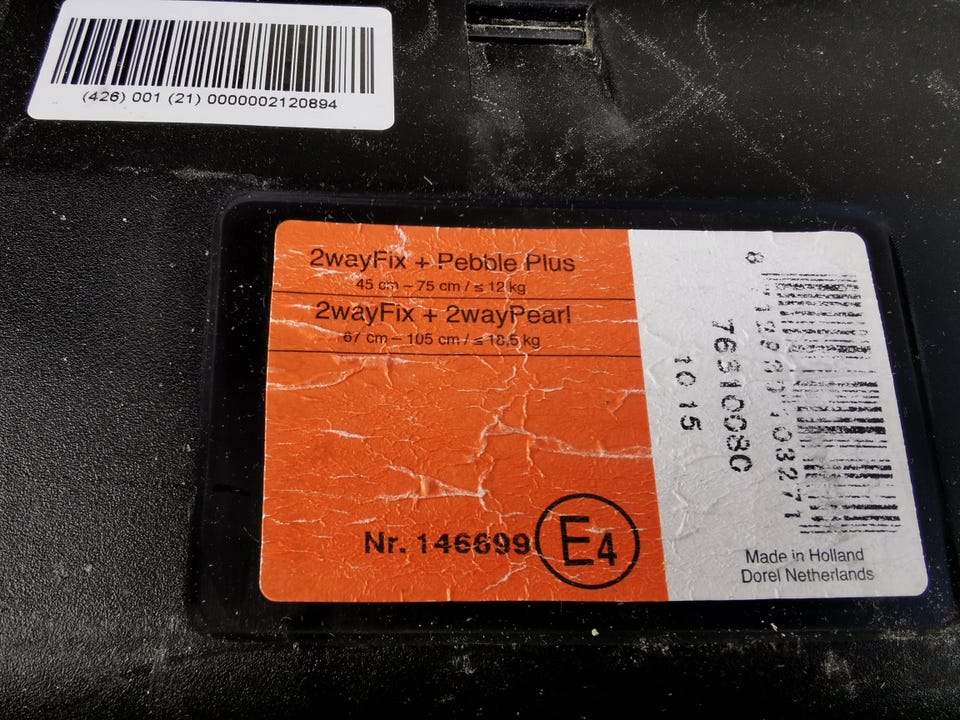 (426) 001 (21) 0000002120894
2wayFix + Pebble Plus
45 cm – 75 cm / ≤ 12 kg
2wayFix + 2wayPearl
67 cm – 105 cm / ≤ 18,5 kg
Nr. 146699
E4
10 15
Made in Holland
Dorel Netherlands